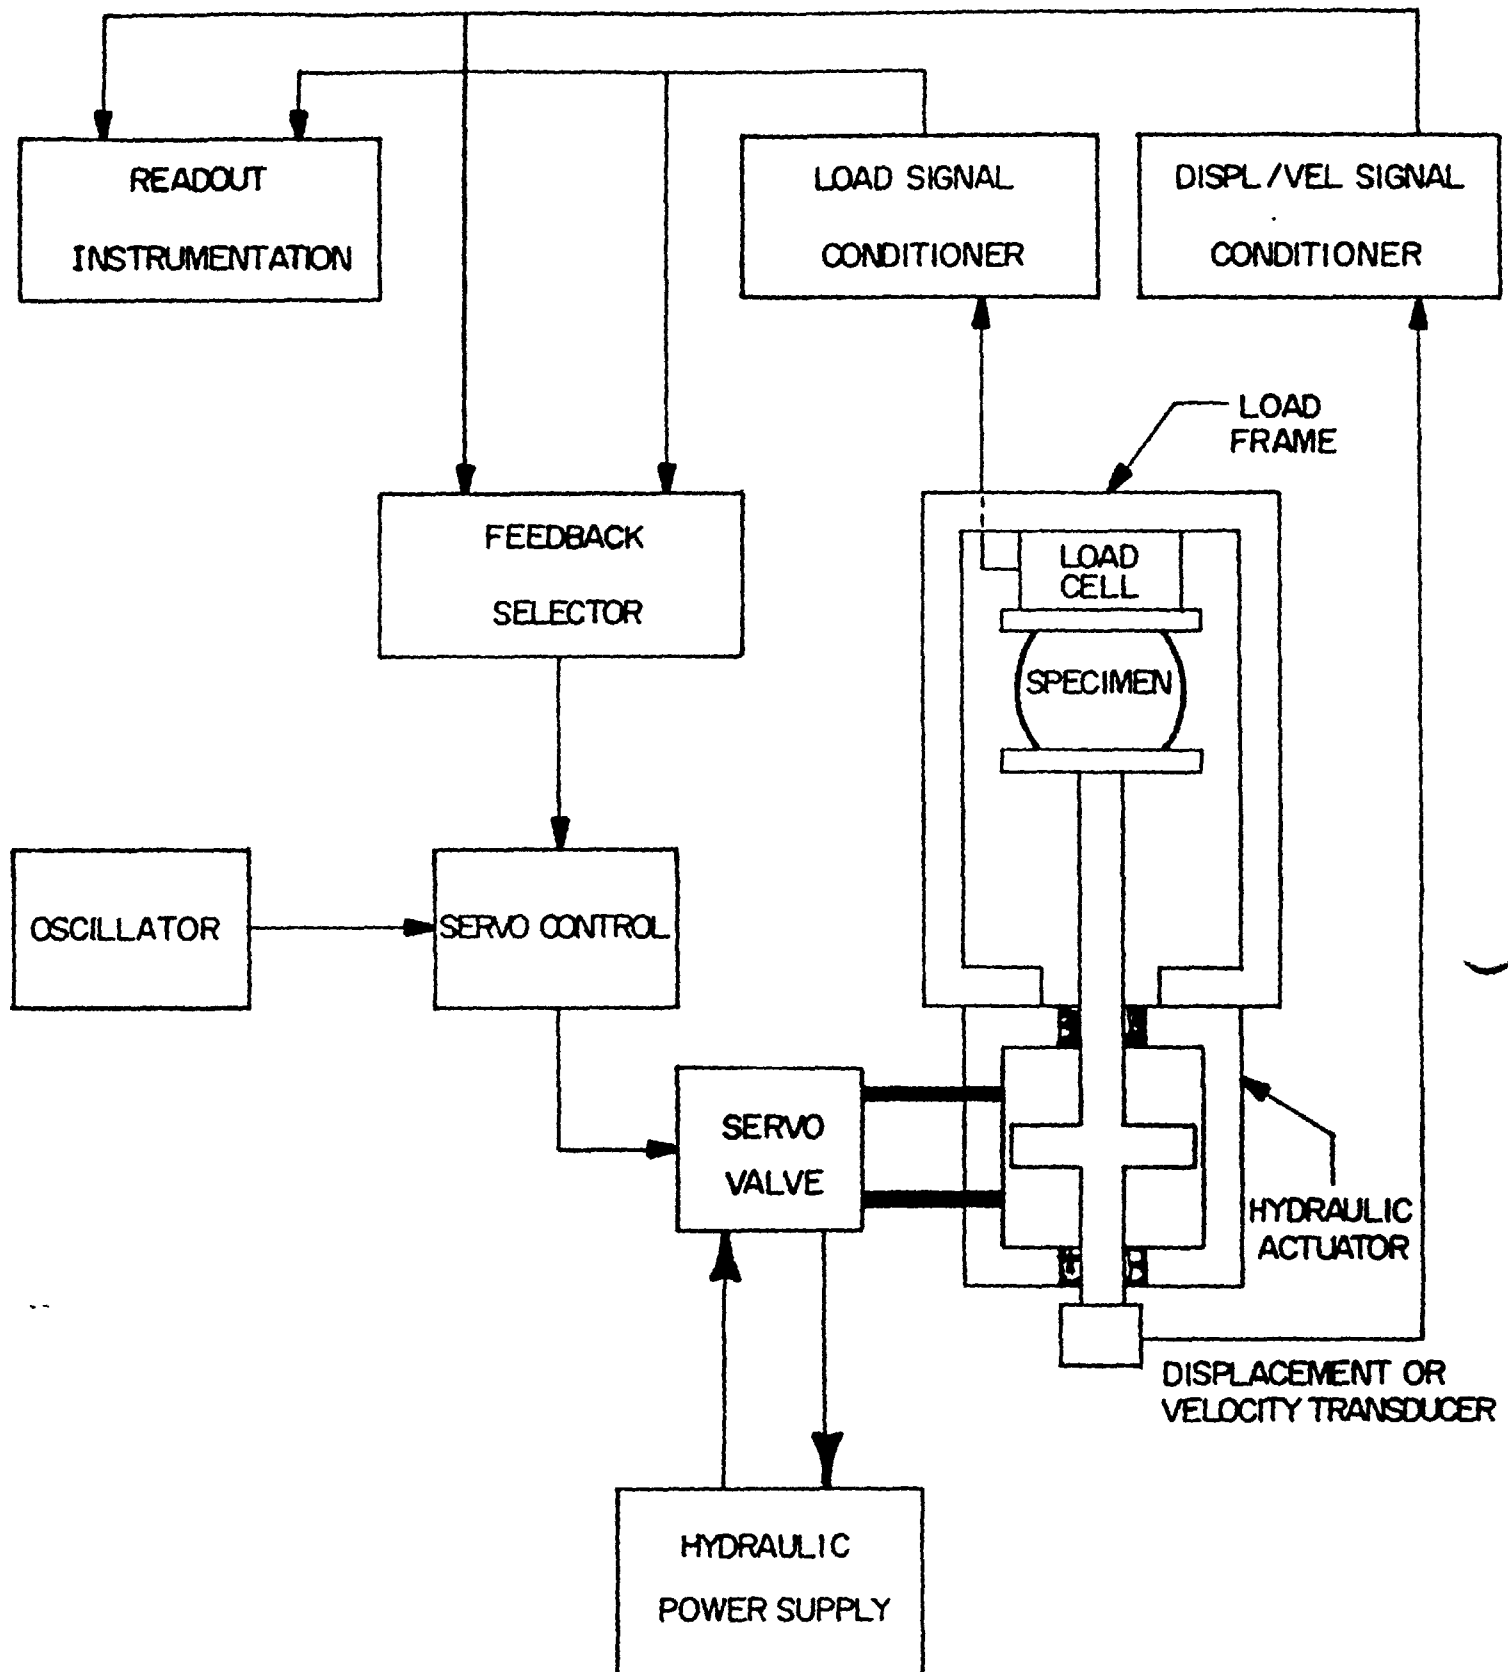 READOUT
INSTRUMENTATION
LOAD SIGNAL
CONDITIONER
DISPL/VEL SIGNAL
CONDITIONER
LOAD
FRAME
FEEDBACK
SELECTOR
LOAD
CELL
SPECIMEN
OSCILLATOR
SERVO CONTROL
SERVO
VALVE
HYDRAULIC
ACTUATOR
DISPLACEMENT OR
VELOCITY TRANSDUCER
HYDRAULIC
POWER SUPPLY